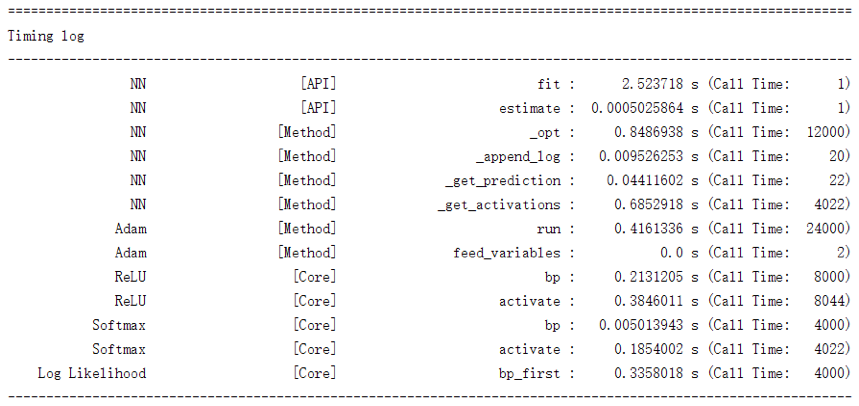 ====================================================================================================
Timing log
----------------------------------------------------------------------------------------------------
NN [API] fit : 2.523718 s (Call Time: 1)
NN [API] estimate : 0.0005025864 s (Call Time: 1)
NN [Method] _opt : 0.8486938 s (Call Time: 12000)
NN [Method] _append_log : 0.009526253 s (Call Time: 20)
NN [Method] _get_prediction : 0.04411602 s (Call Time: 22)
NN [Method] _get_activations : 0.6852918 s (Call Time: 4022)
Adam [Method] run : 0.4161336 s (Call Time: 24000)
Adam [Method] feed_variables : 0.0 s (Call Time: 2)
ReLU [Core] bp : 0.2131205 s (Call Time: 8000)
ReLU [Core] activate : 0.3846011 s (Call Time: 8044)
Softmax [Core] bp : 0.005013943 s (Call Time: 4000)
Softmax [Core] activate : 0.1854002 s (Call Time: 4022)
Log Likelihood [Core] bp_first : 0.3358018 s (Call Time: 4000)
----------------------------------------------------------------------------------------------------